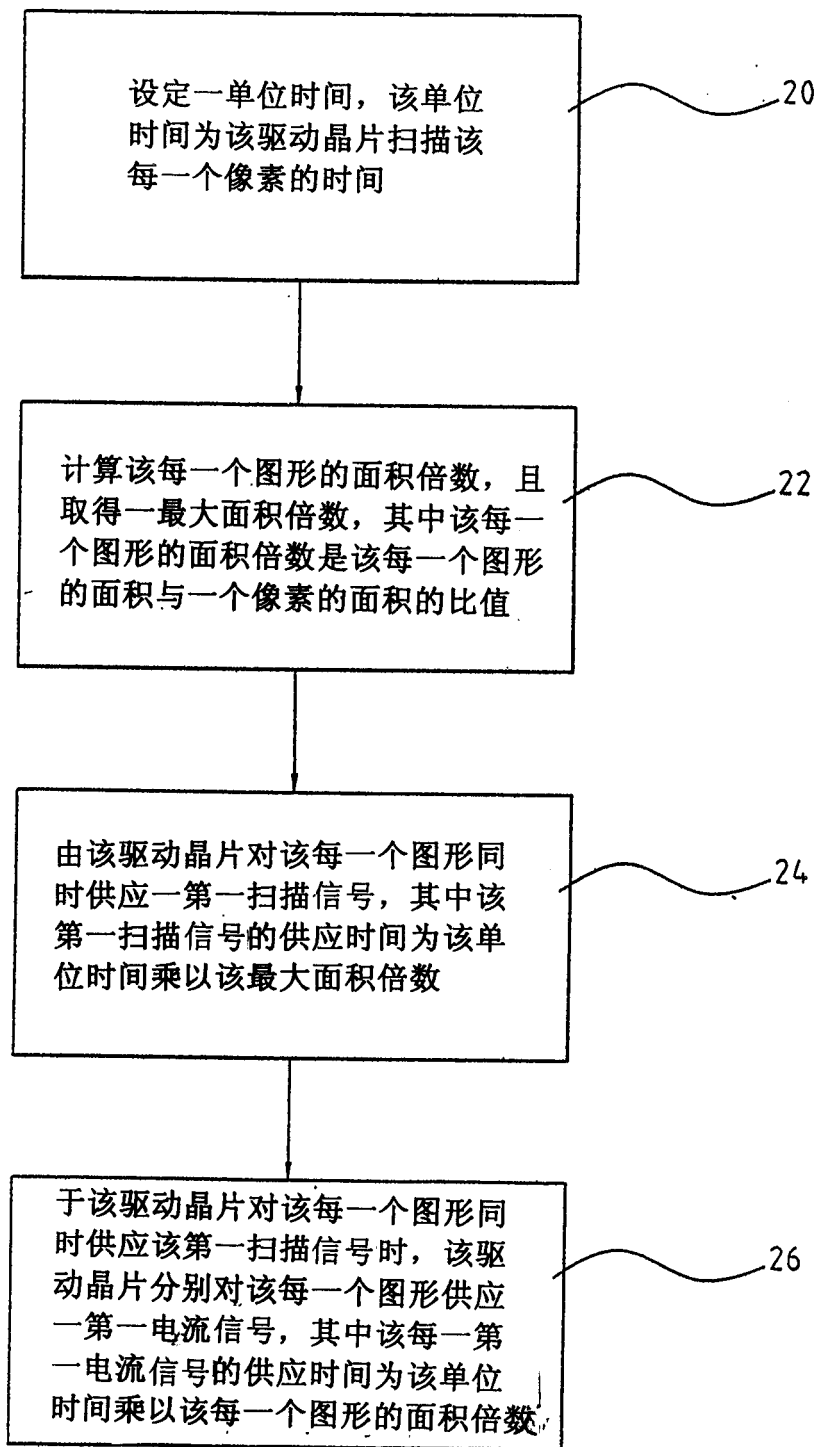 设定一单位时间，该单位
时间为该驱动晶片扫描该
每一个像素的时间
20
计算该每一个图形的面积倍数，且
取得一最大面积倍数，其中该每一
个图形的面积倍数是该每一个图形
的面积与一个像素的面积的比值
22
由该驱动晶片对该每一个图形同
时供应一第一扫描信号，其中该
第一扫描信号的供应时间为该单
位时间乘以该最大面积倍数
24
于该驱动晶片对该每一个图形同
时供应该第一扫描信号时，该驱
动晶片分别对该每一个图形供应
一第一电流信号，其中该每一第
一电流信号的供应时间为该单位
时间乘以该每一个图形的面积倍数
26